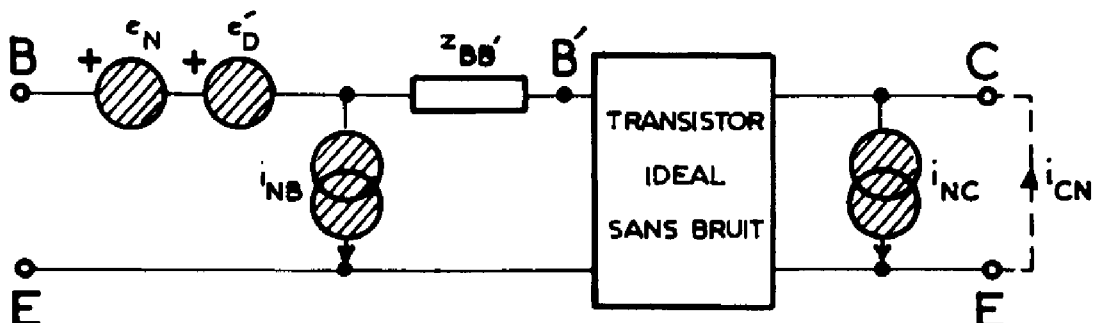 B
+ e_N
+ e'_D
z_BB'
B'
C
i_NB
TRANSISTOR
IDEAL
SANS BRUIT
i_NC
i_CN
E
E